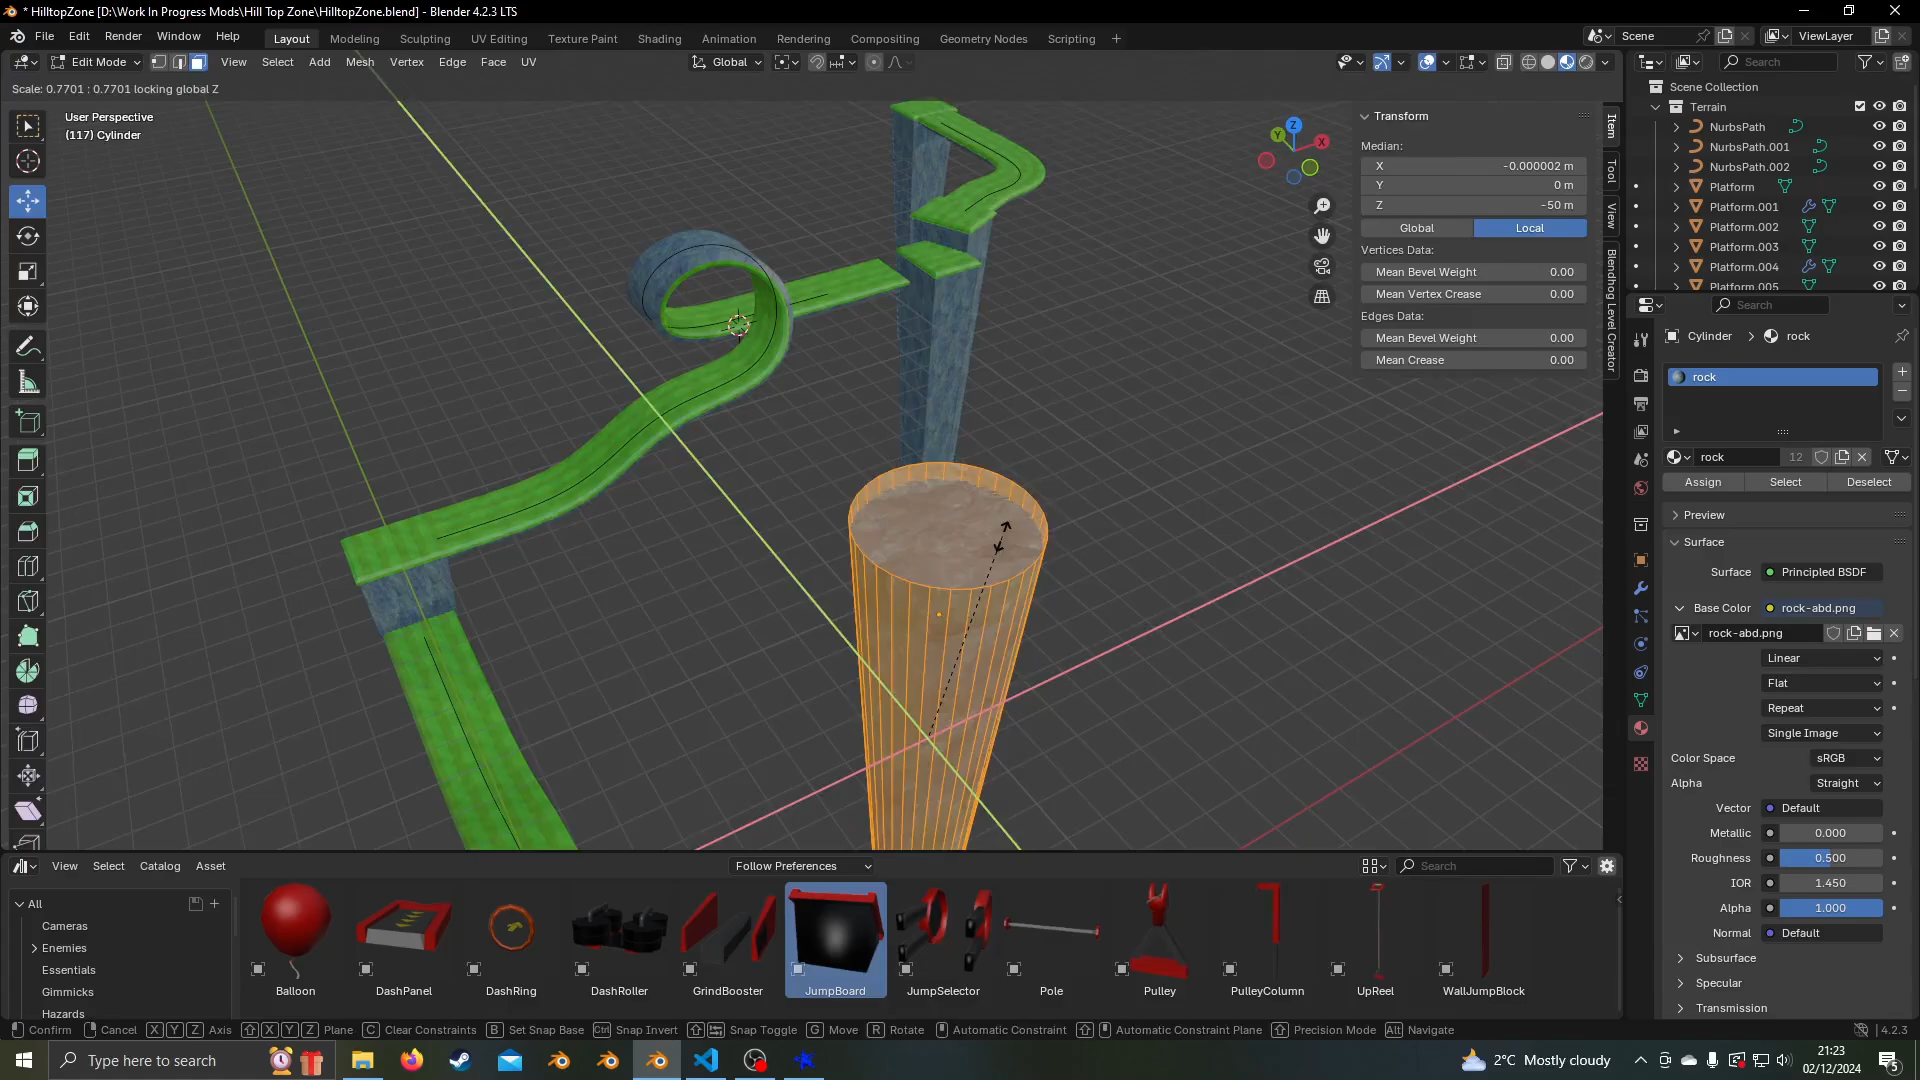 * HilltopZone [D:\Work In Progress Mods\Hill Top Zone\HilltopZone.blend] - Blender 4.2.3 LTS
File Edit Render Window Help
Layout Modeling Sculpting UV Editing Texture Paint Shading Animation Rendering Compositing Geometry Nodes Scripting +
Scene
ViewLayer
Edit Mode View Select Add Mesh Vertex Edge Face UV
Global
Search
Scale: 0.7701 : 0.7701 locking global Z
User Perspective
(117) Cylinder
Z
Y
X
Transform
Median:
X -0.000002 m
Y 0 m
Z -50 m
Global Local
Vertices Data:
Mean Bevel Weight 0.00
Mean Vertex Crease 0.00
Edges Data:
Mean Bevel Weight 0.00
Mean Crease 0.00
Item
Tool
View
Blendhog Level Creator
Scene Collection
Terrain
NurbsPath
NurbsPath.001
NurbsPath.002
Platform
Platform.001
Platform.002
Platform.003
Platform.004
Platform.005
Search
Cylinder > rock
rock
rock 12
Assign Select Deselect
Preview
Surface
Surface Principled BSDF
Base Color rock-abd.png
rock-abd.png
Linear
Flat
Repeat
Single Image
Color Space sRGB
Alpha Straight
Vector Default
Metallic 0.000
Roughness 0.500
IOR 1.450
Alpha 1.000
Normal Default
Subsurface
Specular
Transmission
View Select Catalog Asset
Follow Preferences
Search
All
Cameras
Enemies
Essentials
Gimmicks
Hazards
Balloon DashPanel DashRing DashRoller GrindBooster JumpBoard JumpSelector Pole Pulley PulleyColumn UpReel WallJumpBlock
Confirm Cancel X Y Z Axis X Y Z Plane C Clear Constraints B Set Snap Base Ctrl Snap Invert Snap Toggle G Move R Rotate Automatic Constraint Automatic Constraint Plane Precision Mode Alt Navigate 4.2.3
Type here to search
2°C Mostly cloudy
21:23
02/12/2024
5